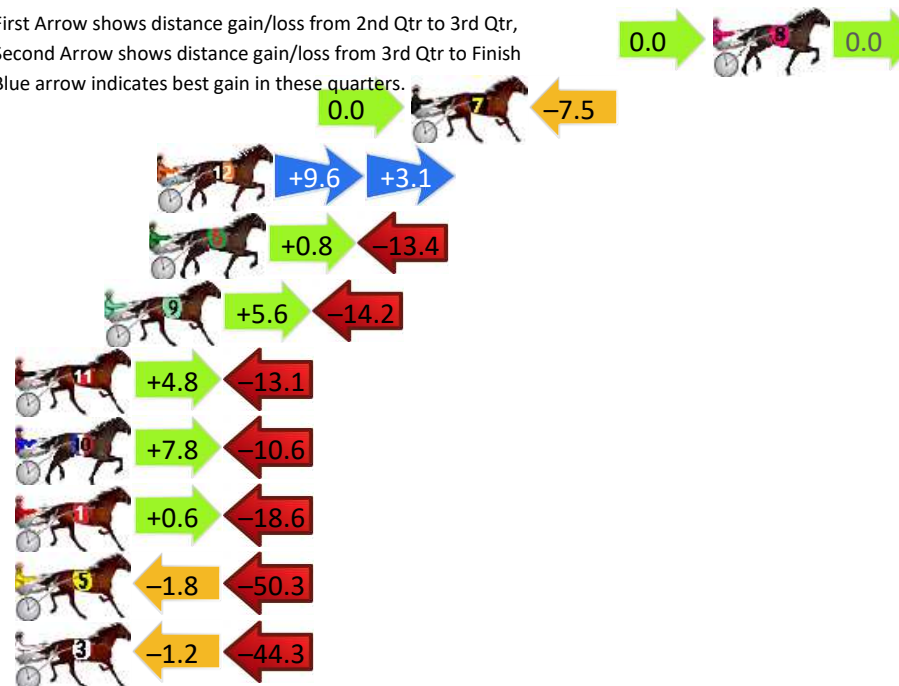 First Arrow shows distance gain/loss from 2nd Qtr to 3rd Qtr,
Second Arrow shows distance gain/loss from 3rd Qtr to Finish
Blue arrow indicates best gain in these quarters.
0.0 8 0.0
0.0 7 −7.5
12 +9.6 +3.1
6 +0.8 −13.4
9 +5.6 −14.2
11 +4.8 −13.1
10 +7.8 −10.6
1 +0.6 −18.6
5 −1.8 −50.3
3 −1.2 −44.3